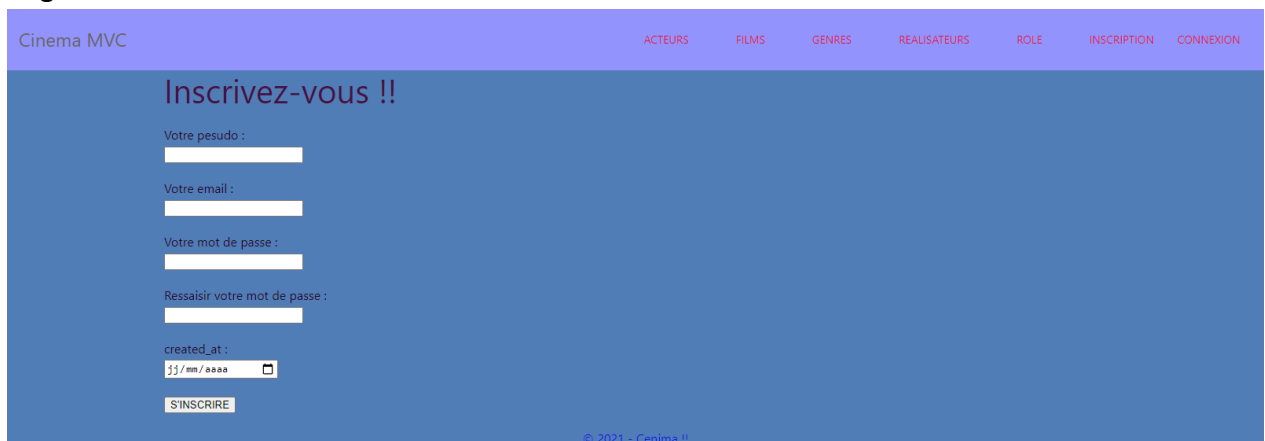 Cinema MVC
ACTEURS FILMS GENRES REALISATEURS ROLE INSCRIPTION CONNEXION
Inscrivez-vous !!
Votre pesudo :
Votre email :
Votre mot de passe :
Ressaisir votre mot de passe :
created_at :
jj/mm/aaaa
S'INSCRIRE
© 2021 - Cenima !!